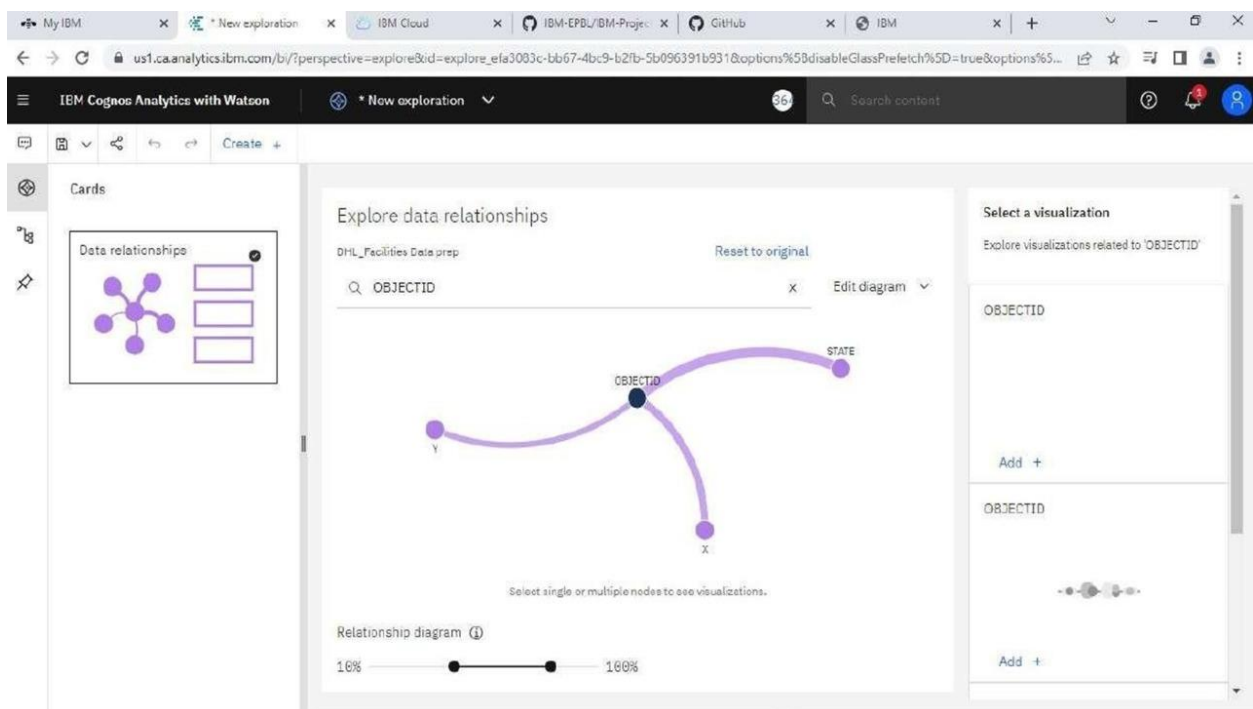 My IBM
* New exploration
IBM Cloud
IBM-EPBL/IBM-Projec
GitHub
IBM
us1.ca.analytics.ibm.com/bi/?perspective=explore&id=explore_efa3083c-bb67-4bc9-b2fb-5b096391b931&options%5BdisableGlassPrefetch%5D=true&options%5...
IBM Cognos Analytics with Watson
* New exploration
364
Search content
1
Create +
Cards
Data relationships
Explore data relationships
DHL_Facilities Data prep
Reset to original
OBJECTID
x
Edit diagram
STATE
OBJECTID
Y
X
Select single or multiple nodes to see visualizations.
Relationship diagram
10%
100%
Select a visualization
Explore visualizations related to 'OBJECTID'
OBJECTID
Add +
OBJECTID
Add +